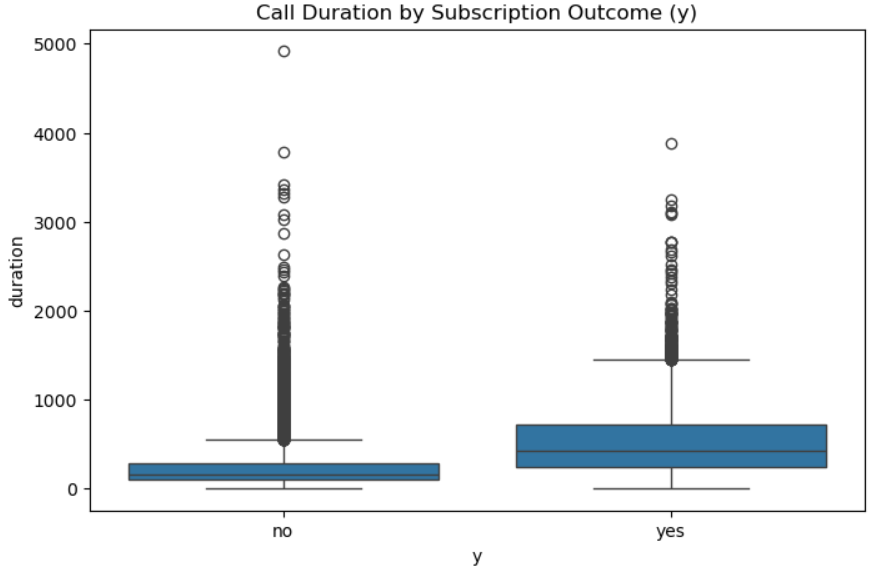 Call Duration by Subscription Outcome (y)
5000
4000
3000
2000
1000
0
duration
no yes
y